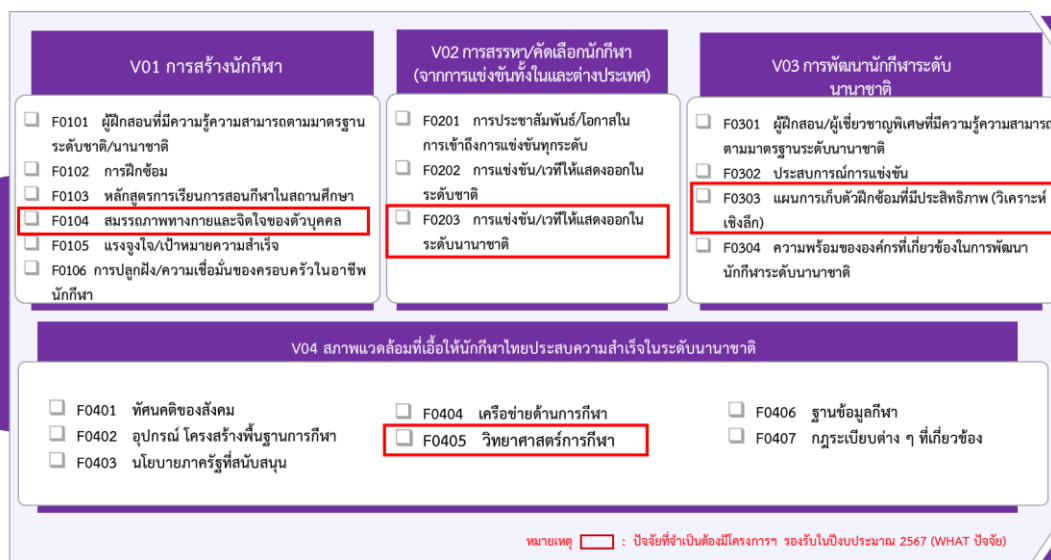 V01 การสร้างนักกีฬา
F0101 ผู้ฝึกสอนที่มีความรู้ความสามารถตามมาตรฐาน
ระดับชาติ/นานาชาติ
F0102 การฝึกซ้อม
F0103 หลักสูตรการเรียนการสอนกีฬาในสถานศึกษา
F0104 สมรรถภาพทางกายและจิตใจของตัวบุคคล
F0105 แรงจูงใจ/เป้าหมายความสำเร็จ
F0106 การปลูกฝัง/ความเชื่อมั่นของครอบครัวในอาชีพ
นักกีฬา
V02 การสรรหา/คัดเลือกนักกีฬา
(จากการแข่งขันทั้งในและต่างประเทศ)
F0201 การประชาสัมพันธ์/โอกาสใน
การเข้าถึงการแข่งขันทุกระดับ
F0202 การแข่งขัน/เวทีให้แสดงออกใน
ระดับชาติ
F0203 การแข่งขัน/เวทีให้แสดงออกใน
ระดับนานาชาติ
V03 การพัฒนานักกีฬาระดับ
นานาชาติ
F0301 ผู้ฝึกสอน/ผู้เชี่ยวชาญพิเศษที่มีความรู้ความสามารถ
ตามมาตรฐานระดับนานาชาติ
F0302 ประสบการณ์การแข่งขัน
F0303 แผนการเก็บตัวฝึกซ้อมที่มีประสิทธิภาพ (วิเคราะห์
เชิงลึก)
F0304 ความพร้อมขององค์กรที่เกี่ยวข้องในการพัฒนา
นักกีฬาระดับนานาชาติ
V04 สภาพแวดล้อมที่เอื้อให้นักกีฬาไทยประสบความสำเร็จในระดับนานาชาติ
F0401 ทัศนคติของสังคม
F0402 อุปกรณ์ โครงสร้างพื้นฐานการกีฬา
F0403 นโยบายภาครัฐที่สนับสนุน
F0404 เครือข่ายด้านการกีฬา
F0405 วิทยาศาสตร์การกีฬา
F0406 ฐานข้อมูลกีฬา
F0407 กฎระเบียบต่าง ๆ ที่เกี่ยวข้อง
หมายเหตุ : ปัจจัยที่จำเป็นต้องมีโครงการฯ รองรับในปีงบประมาณ 2567 (WHAT ปัจจัย)